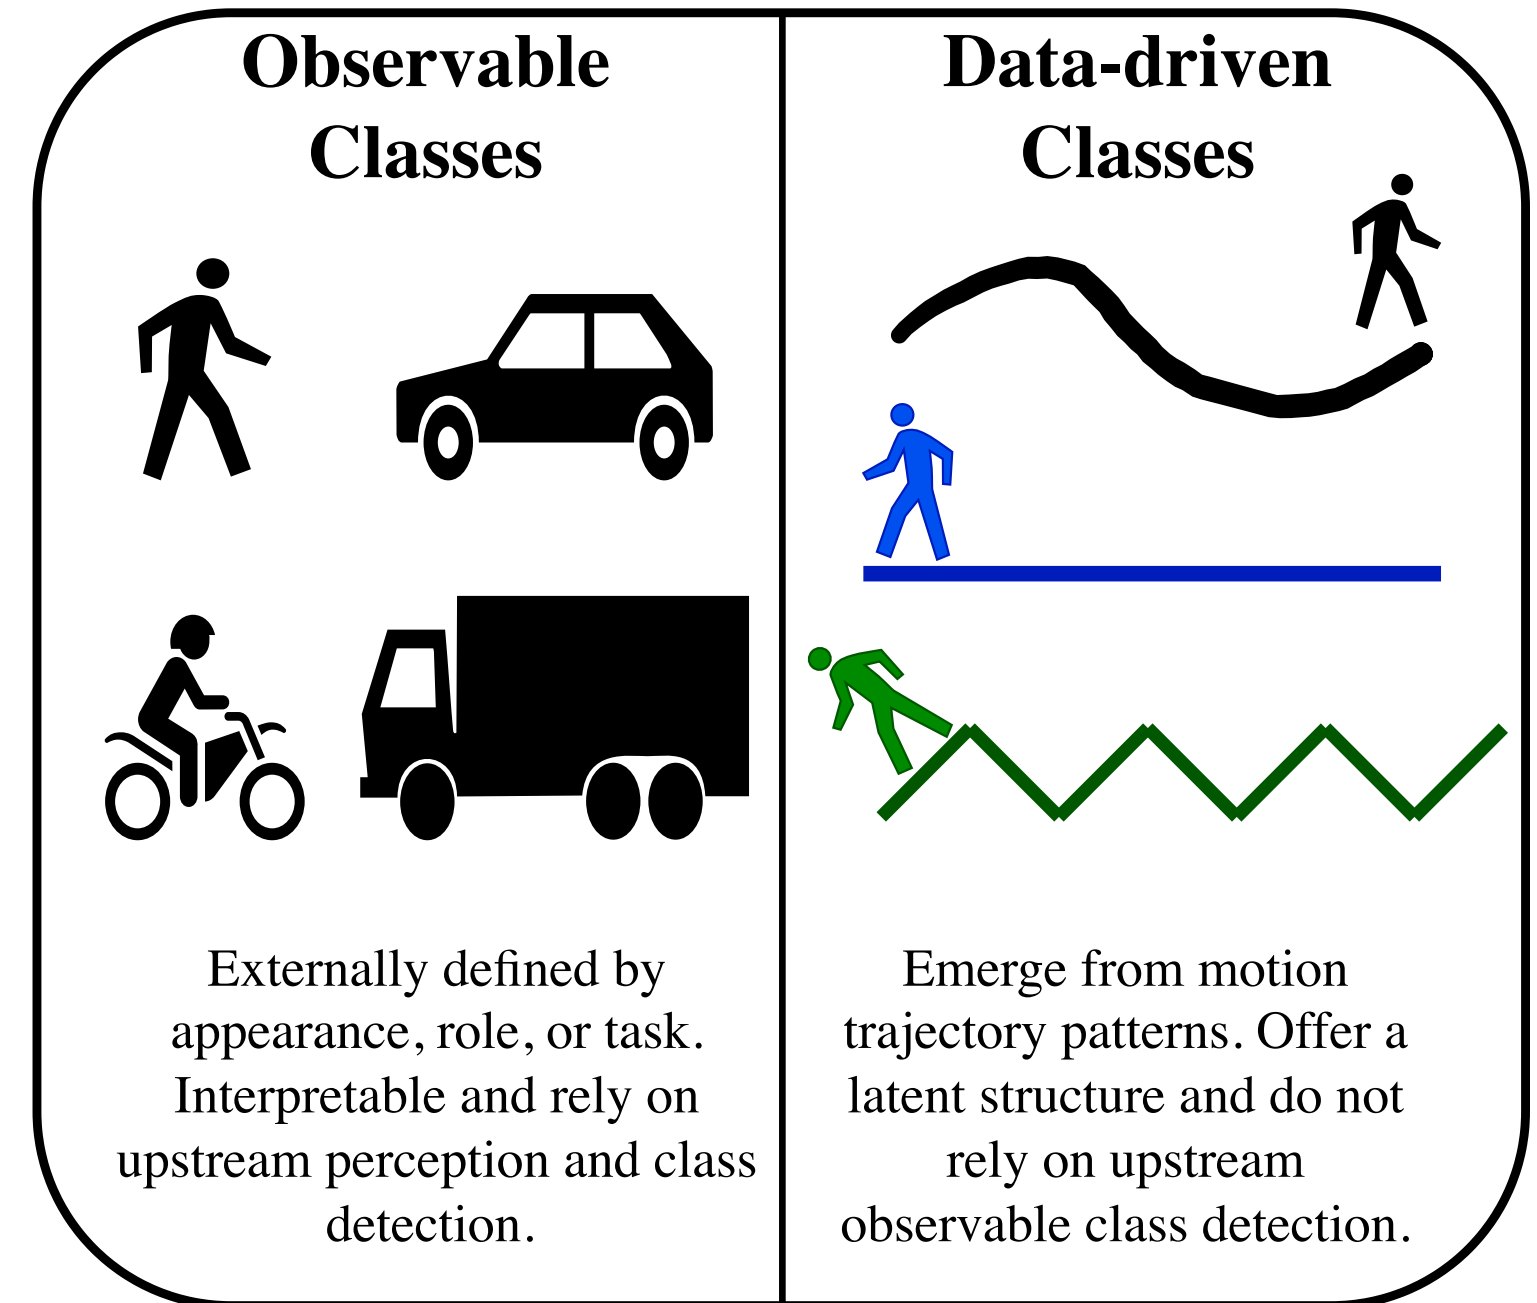 Observable
Classes
Externally defined by
appearance, role, or task.
Interpretable and rely on
upstream perception and class
detection.
Data-driven
Classes
Emerge from motion
trajectory patterns. Offer a
latent structure and do not
rely on upstream
observable class detection.